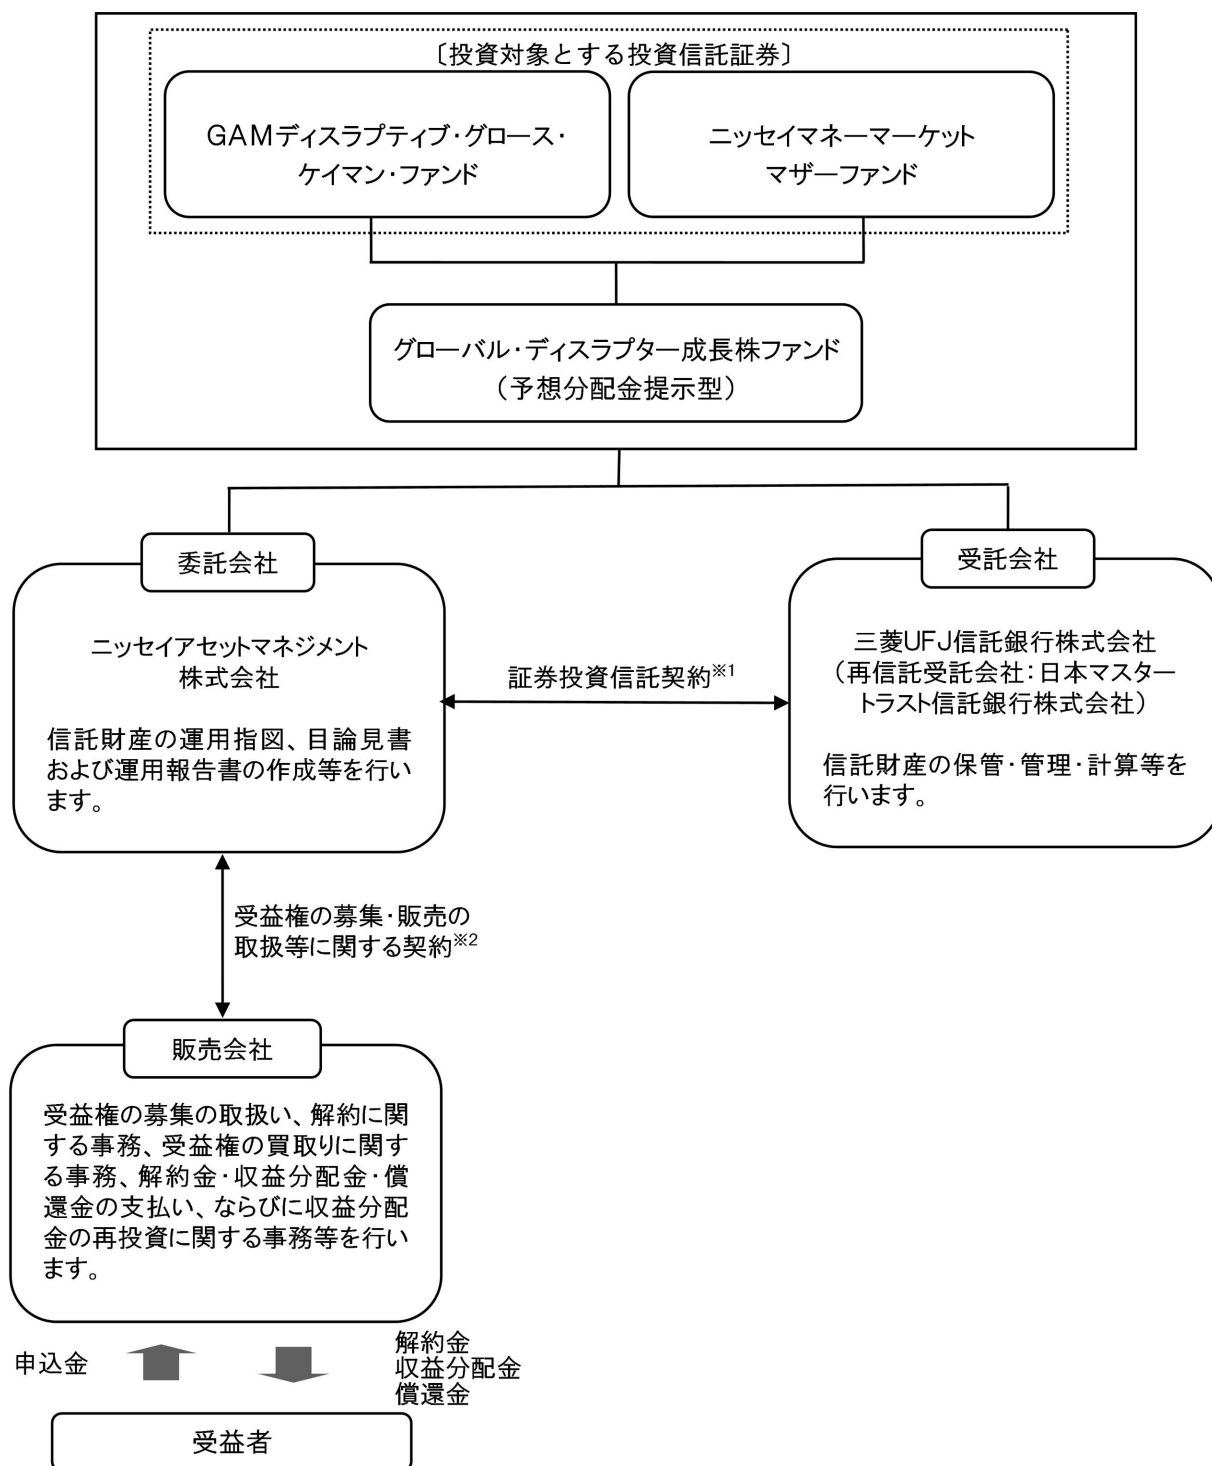 〔投資対象とする投資信託証券〕
GAMディスラプティブ・グロース・
ケイマン・ファンド
ニッセイマネーマーケット
マザーファンド
グローバル・ディスラプター成長株ファンド
（予想分配金提示型）
委託会社
ニッセイアセットマネジメント
株式会社
信託財産の運用指図、目論見書
および運用報告書の作成等を行い
ます。
証券投資信託契約※1
受託会社
三菱UFJ信託銀行株式会社
（再信託受託会社：日本マスター
トラスト信託銀行株式会社）
信託財産の保管・管理・計算等を
行います。
受益権の募集・販売の
取扱等に関する契約※2
販売会社
受益権の募集の取扱い、解約に関
する事務、受益権の買取りに関す
る事務、解約金・収益分配金・償
還金の支払い、ならびに収益分配
金の再投資に関する事務等を行い
ます。
申込金
解約金
収益分配金
償還金
受益者